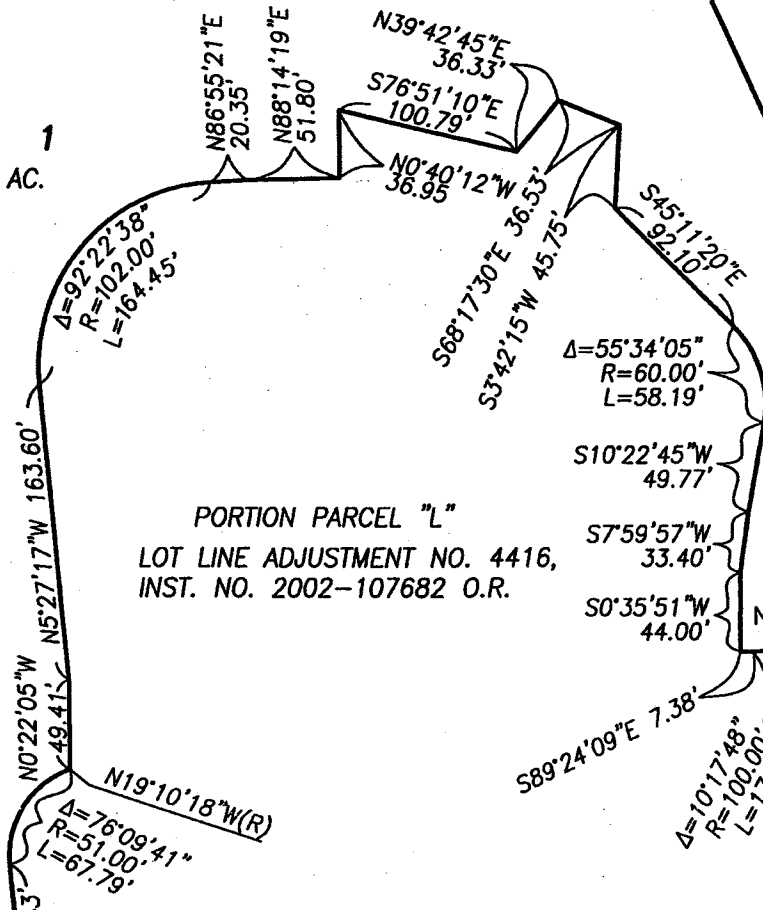 N86°55'21"E
20.35'
N88°14'19"E
51.80'
N39°42'45"E
36.33'
S76°51'10"E
100.79'
1
AC.
N0°40'12"W
36.95
Δ=92°22'38"
R=102.00'
L=164.45'
S68°17'30"E 36.53'
S3°42'15"W 45.75'
S45°11'20"E
92.10'
Δ=55°34'05"
R=60.00'
L=58.19'
S10°22'45"W
49.77'
N5°27'17"W 163.60'
PORTION PARCEL "L"
LOT LINE ADJUSTMENT NO. 4416,
INST. NO. 2002-107682 O.R.
S7°59'57"W
33.40'
S0°35'51"W
44.00'
N
N0°22'05"W
49.41'
S89°24'09"E 7.38'
N19°10'18"W(R)
Δ=76°09'41"
R=51.00'
L=67.79'
Δ=10°17'48"
R=100.00'
L=17
3'